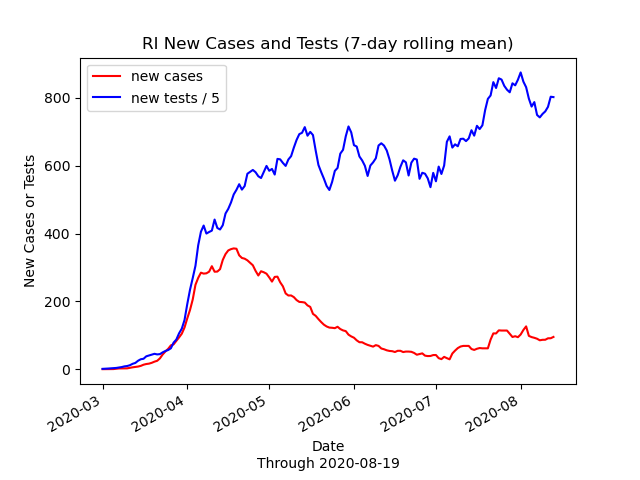 RI New Cases and Tests (7-day rolling mean)
new cases
new tests / 5
New Cases or Tests
800
600
400
200
0
2020-03
2020-04
2020-05
2020-06
2020-07
2020-08
Date
Through 2020-08-19